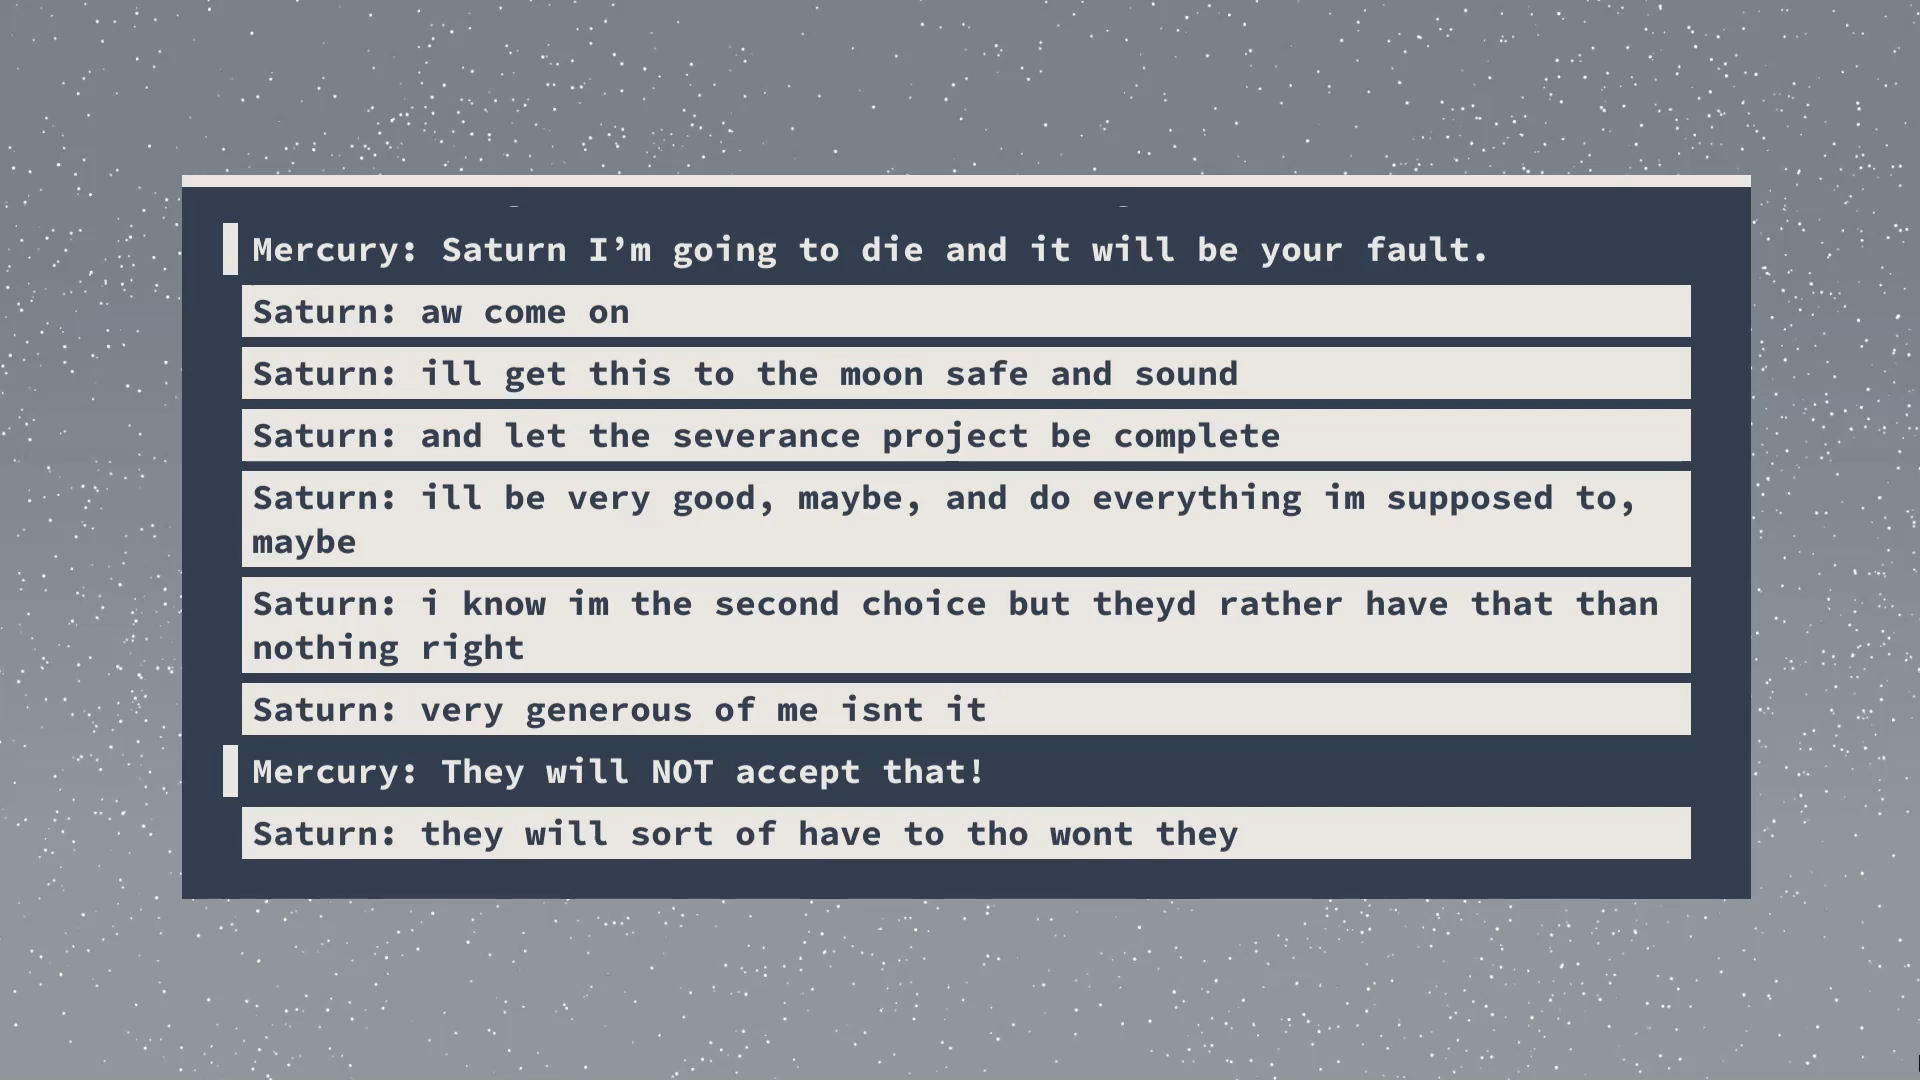 Mercury: Saturn I’m going to die and it will be your fault.
Saturn: aw come on
Saturn: ill get this to the moon safe and sound
Saturn: and let the severance project be complete
Saturn: ill be very good, maybe, and do everything im supposed to,
maybe
Saturn: i know im the second choice but theyd rather have that than
nothing right
Saturn: very generous of me isnt it
Mercury: They will NOT accept that!
Saturn: they will sort of have to tho wont they